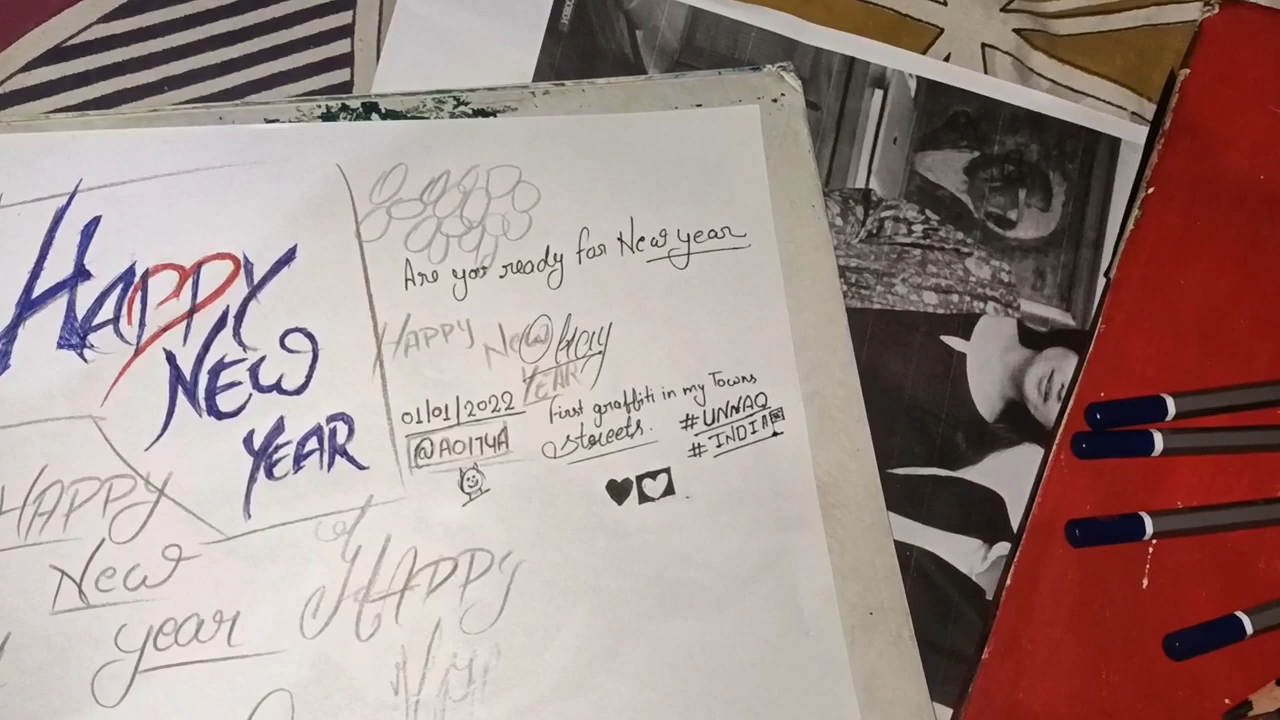 HAPPY
NEW
YEAR
Are you ready for New year
HAPPY New
YEAR
Okay
01/01/2022
@A0174A
first graffiti in my Towns
streets.
#UNNAO
#INDIA
HAPPY
New
year
HAPPY